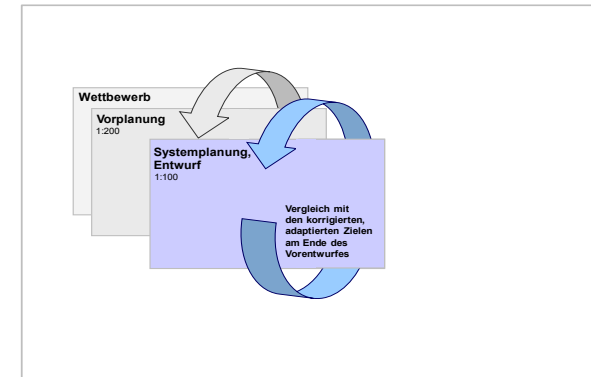 Wettbewerb
Vorplanung
1:200
Systemplanung,
Entwurf
1:100
Vergleich mit
den korrigierten,
adaptierten Zielen
am Ende des
Vorentwurfes